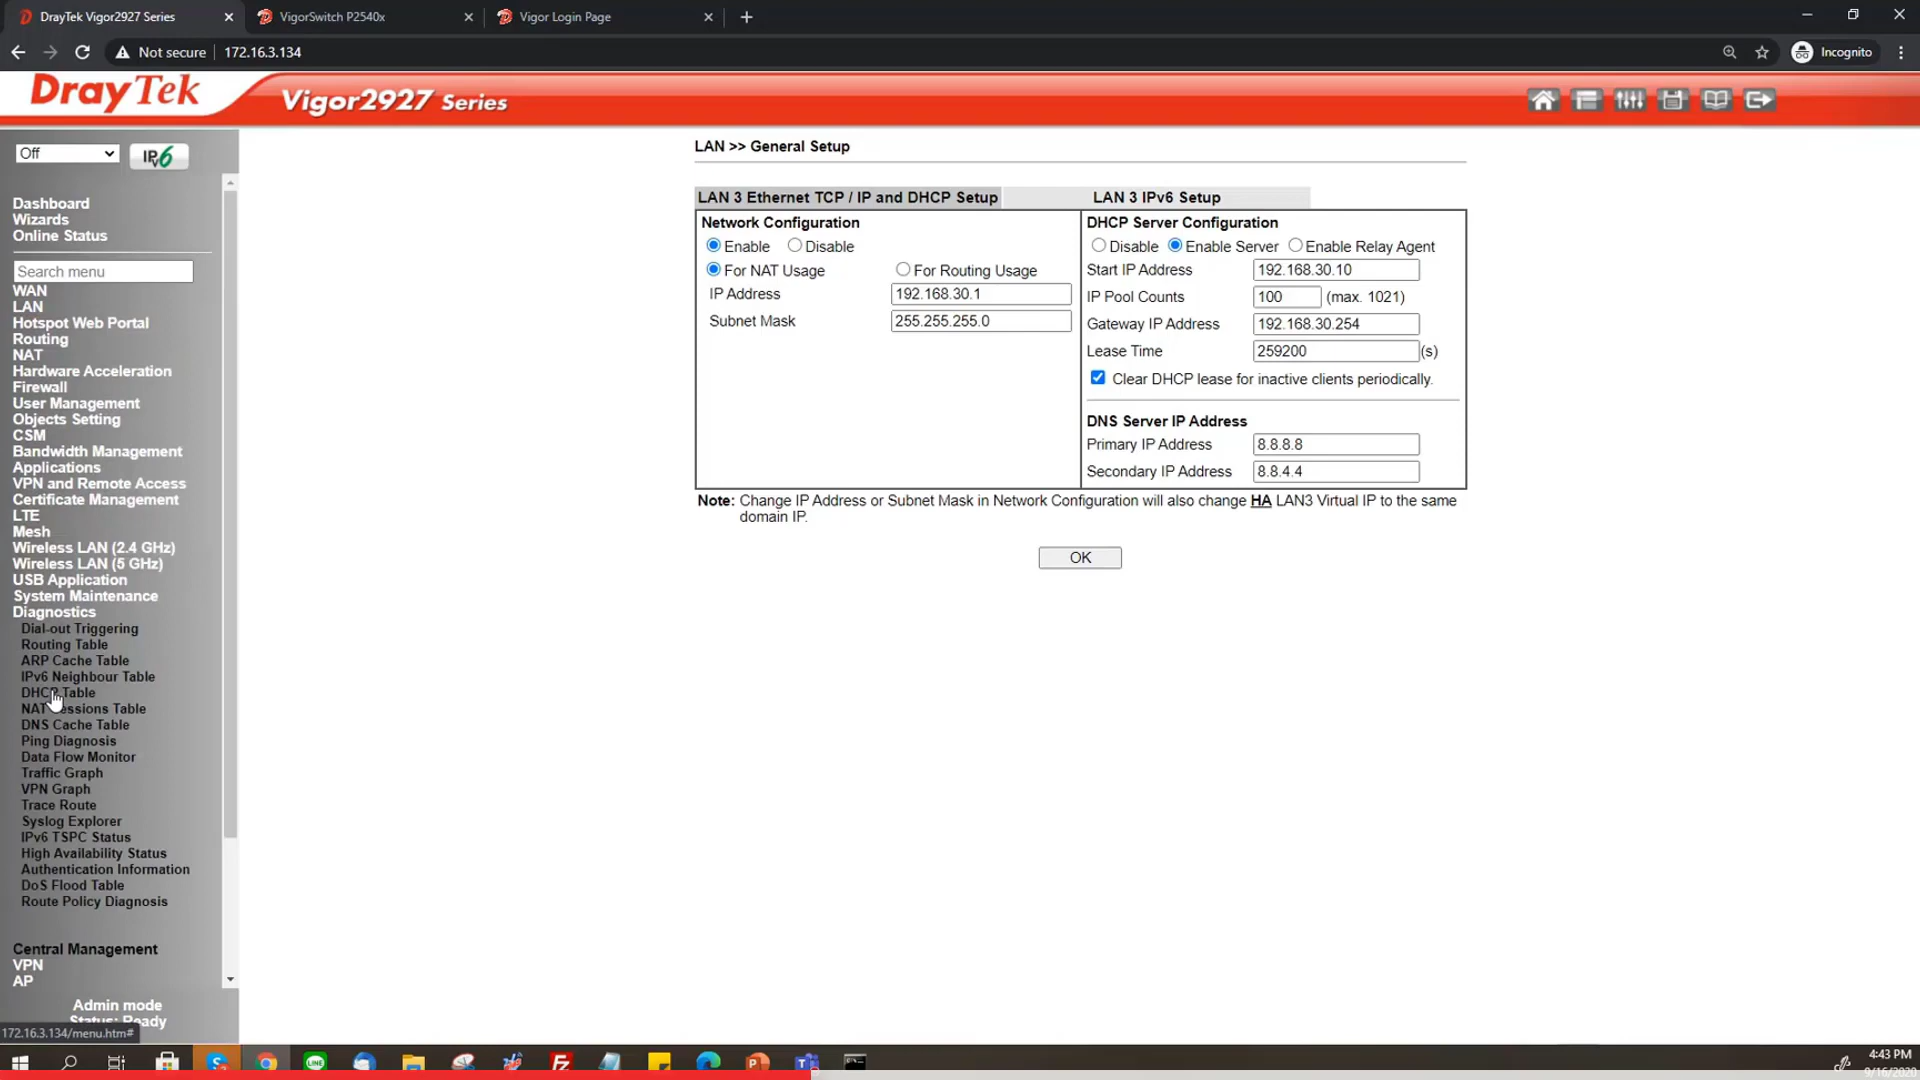 DrayTek Vigor2927 Series
VigorSwitch P2540x
Vigor Login Page
Not secure
172.16.3.134
Incognito
DrayTek
Vigor2927 Series
Off
IPv6
Dashboard
Wizards
Online Status
Search menu
WAN
LAN
Hotspot Web Portal
Routing
NAT
Hardware Acceleration
Firewall
User Management
Objects Setting
CSM
Bandwidth Management
Applications
VPN and Remote Access
Certificate Management
LTE
Mesh
Wireless LAN (2.4 GHz)
Wireless LAN (5 GHz)
USB Application
System Maintenance
Diagnostics
Dial-out Triggering
Routing Table
ARP Cache Table
IPv6 Neighbour Table
DHCP Table
NAT Sessions Table
DNS Cache Table
Ping Diagnosis
Data Flow Monitor
Traffic Graph
VPN Graph
Trace Route
Syslog Explorer
IPv6 TSPC Status
High Availability Status
Authentication Information
DoS Flood Table
Route Policy Diagnosis
Central Management
VPN
AP
Admin mode
Status: Ready
172.16.3.134/menu.htm#
LAN >> General Setup
LAN 3 Ethernet TCP / IP and DHCP Setup
LAN 3 IPv6 Setup
Network Configuration
Enable Disable
For NAT Usage For Routing Usage
IP Address 192.168.30.1
Subnet Mask 255.255.255.0
DHCP Server Configuration
Disable Enable Server Enable Relay Agent
Start IP Address 192.168.30.10
IP Pool Counts 100 (max. 1021)
Gateway IP Address 192.168.30.254
Lease Time 259200 (s)
Clear DHCP lease for inactive clients periodically.
DNS Server IP Address
Primary IP Address 8.8.8.8
Secondary IP Address 8.8.4.4
Note: Change IP Address or Subnet Mask in Network Configuration will also change HA LAN3 Virtual IP to the same
domain IP.
OK
4:43 PM
9/16/2020